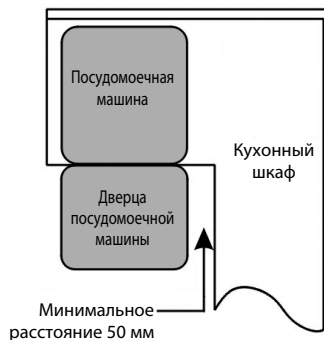 Посудомоечная
машина
Кухонный
шкаф
Дверца
посудомоечной
машины
Минимальное
расстояние 50 мм